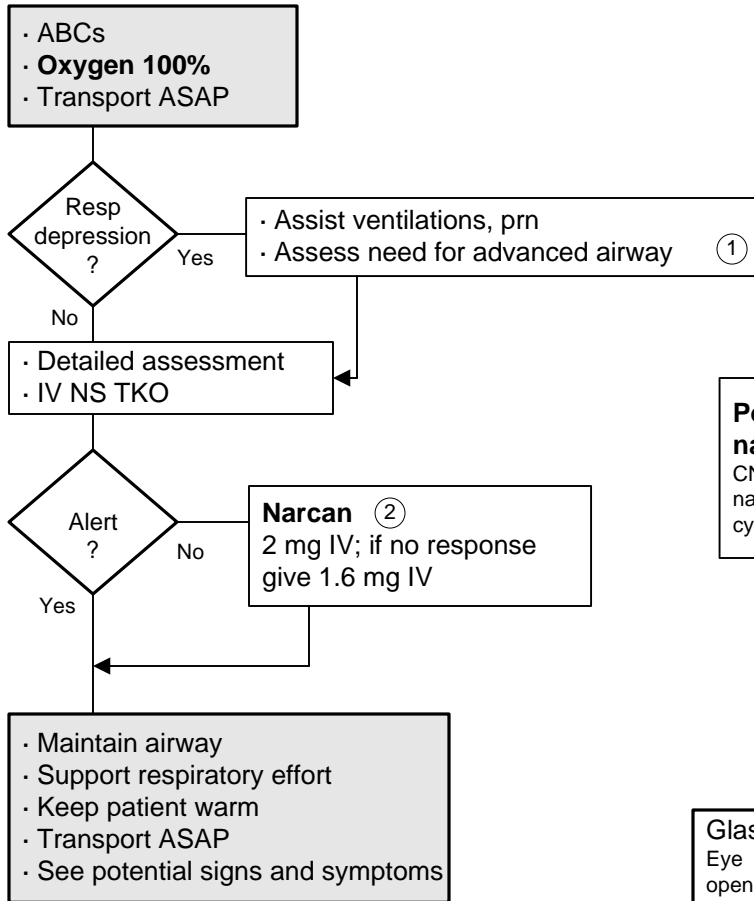 · ABCs
· Oxygen 100%
· Transport ASAP
Resp
depression
?
Yes
No
· Assist ventilations, prn
· Assess need for advanced airway 1
· Detailed assessment
· IV NS TKO
Alert
?
No
Yes
Narcan 2
2 mg IV; if no response
give 1.6 mg IV
· Maintain airway
· Support respiratory effort
· Keep patient warm
· Transport ASAP
· See potential signs and symptoms
Eye
open